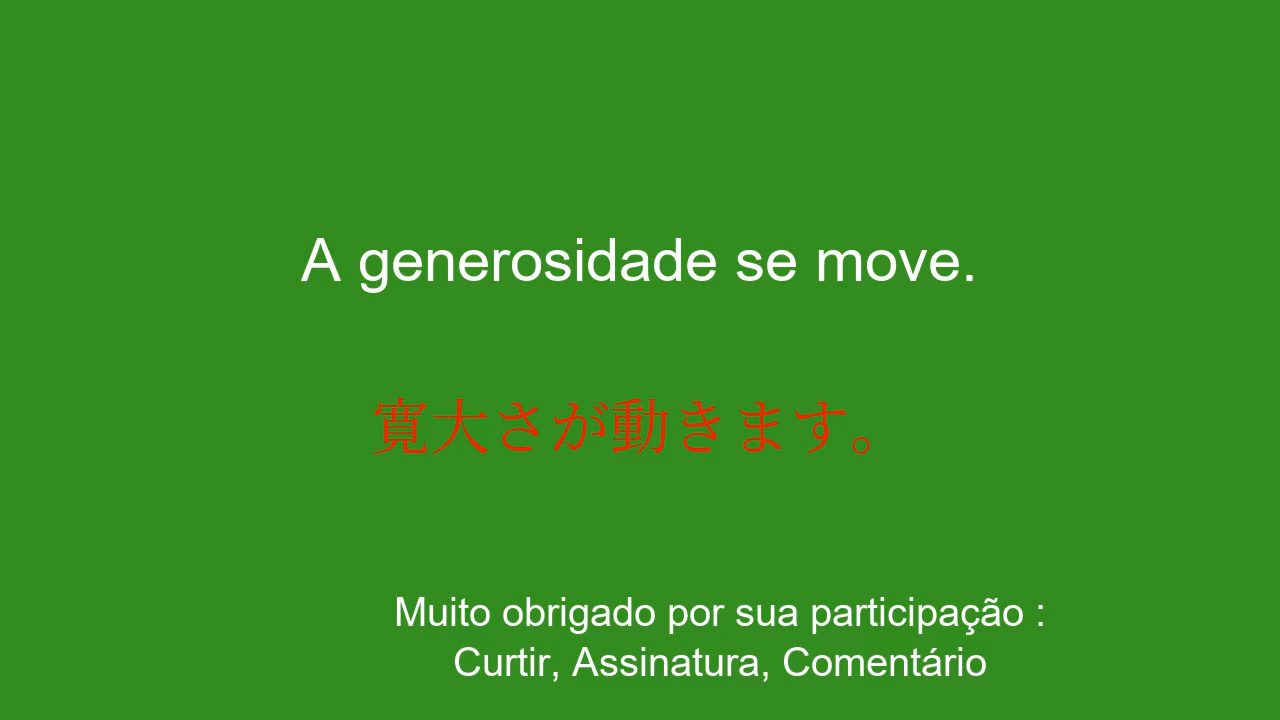 A generosidade se move.
寛大さが動きます。
Muito obrigado por sua participação :
Curtir, Assinatura, Comentário